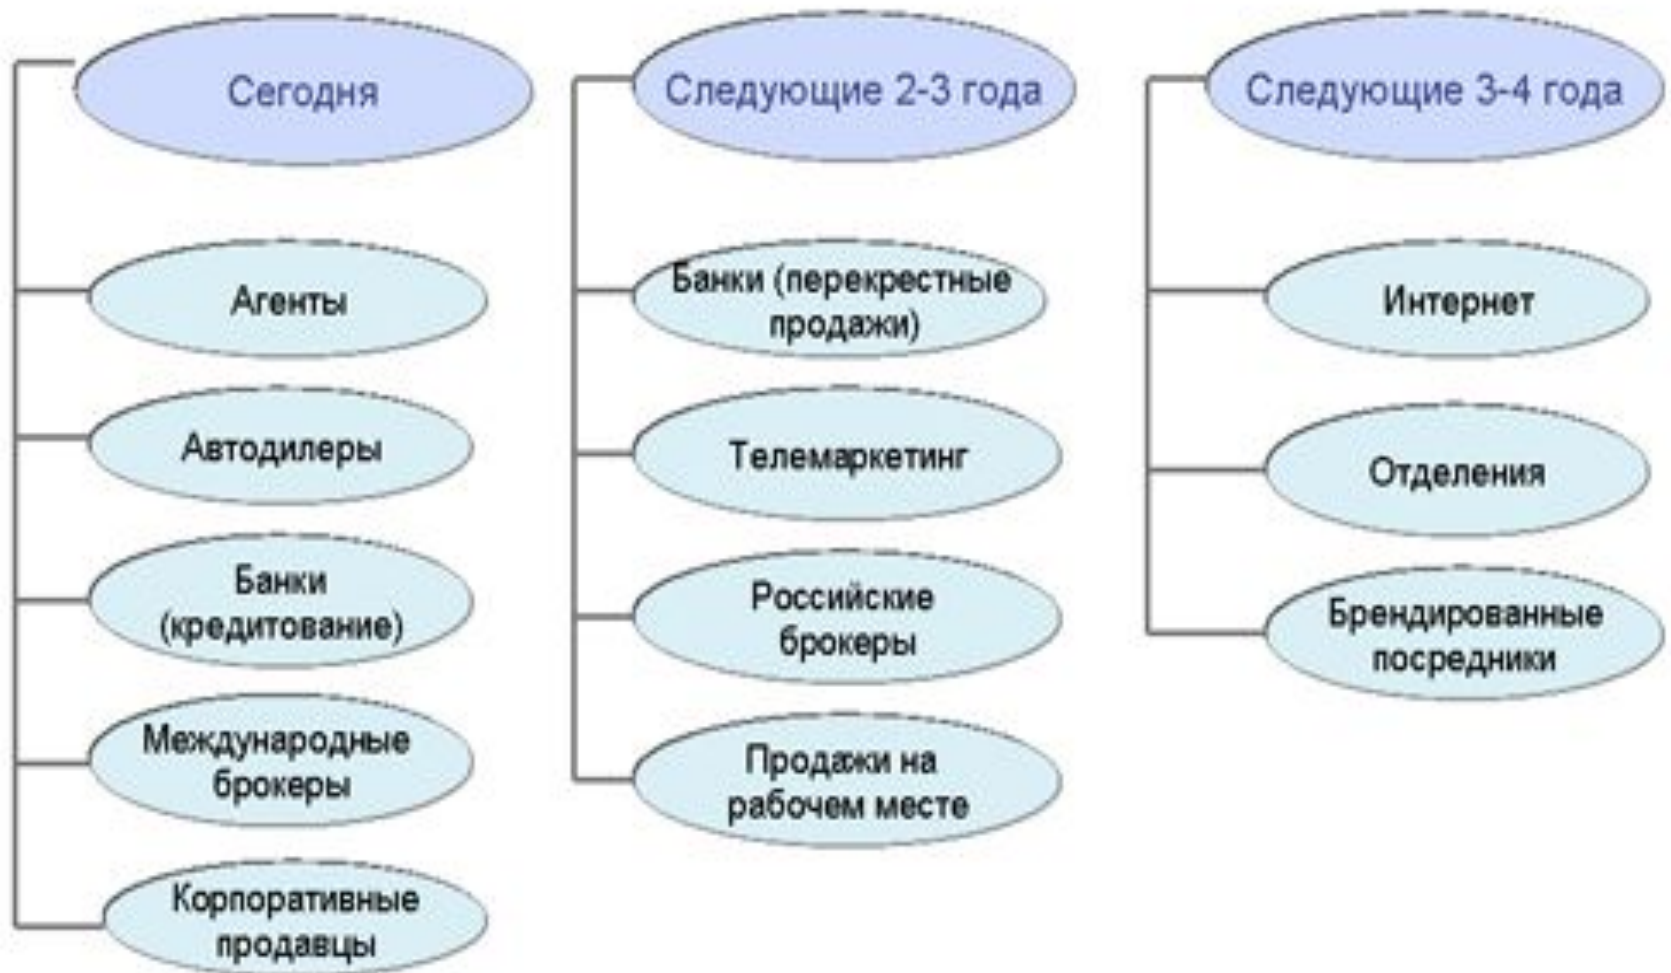 Сегодня
Агенты
Автодилеры
Банки
(кредитование)
Международные
брокеры
Корпоративные
продавцы
Следующие 2-3 года
Банки (перекрестные
продажи)
Телемаркетинг
Российские
брокеры
Продажи на
рабочем месте
Следующие 3-4 года
Интернет
Отделения
Брендированные
посредники